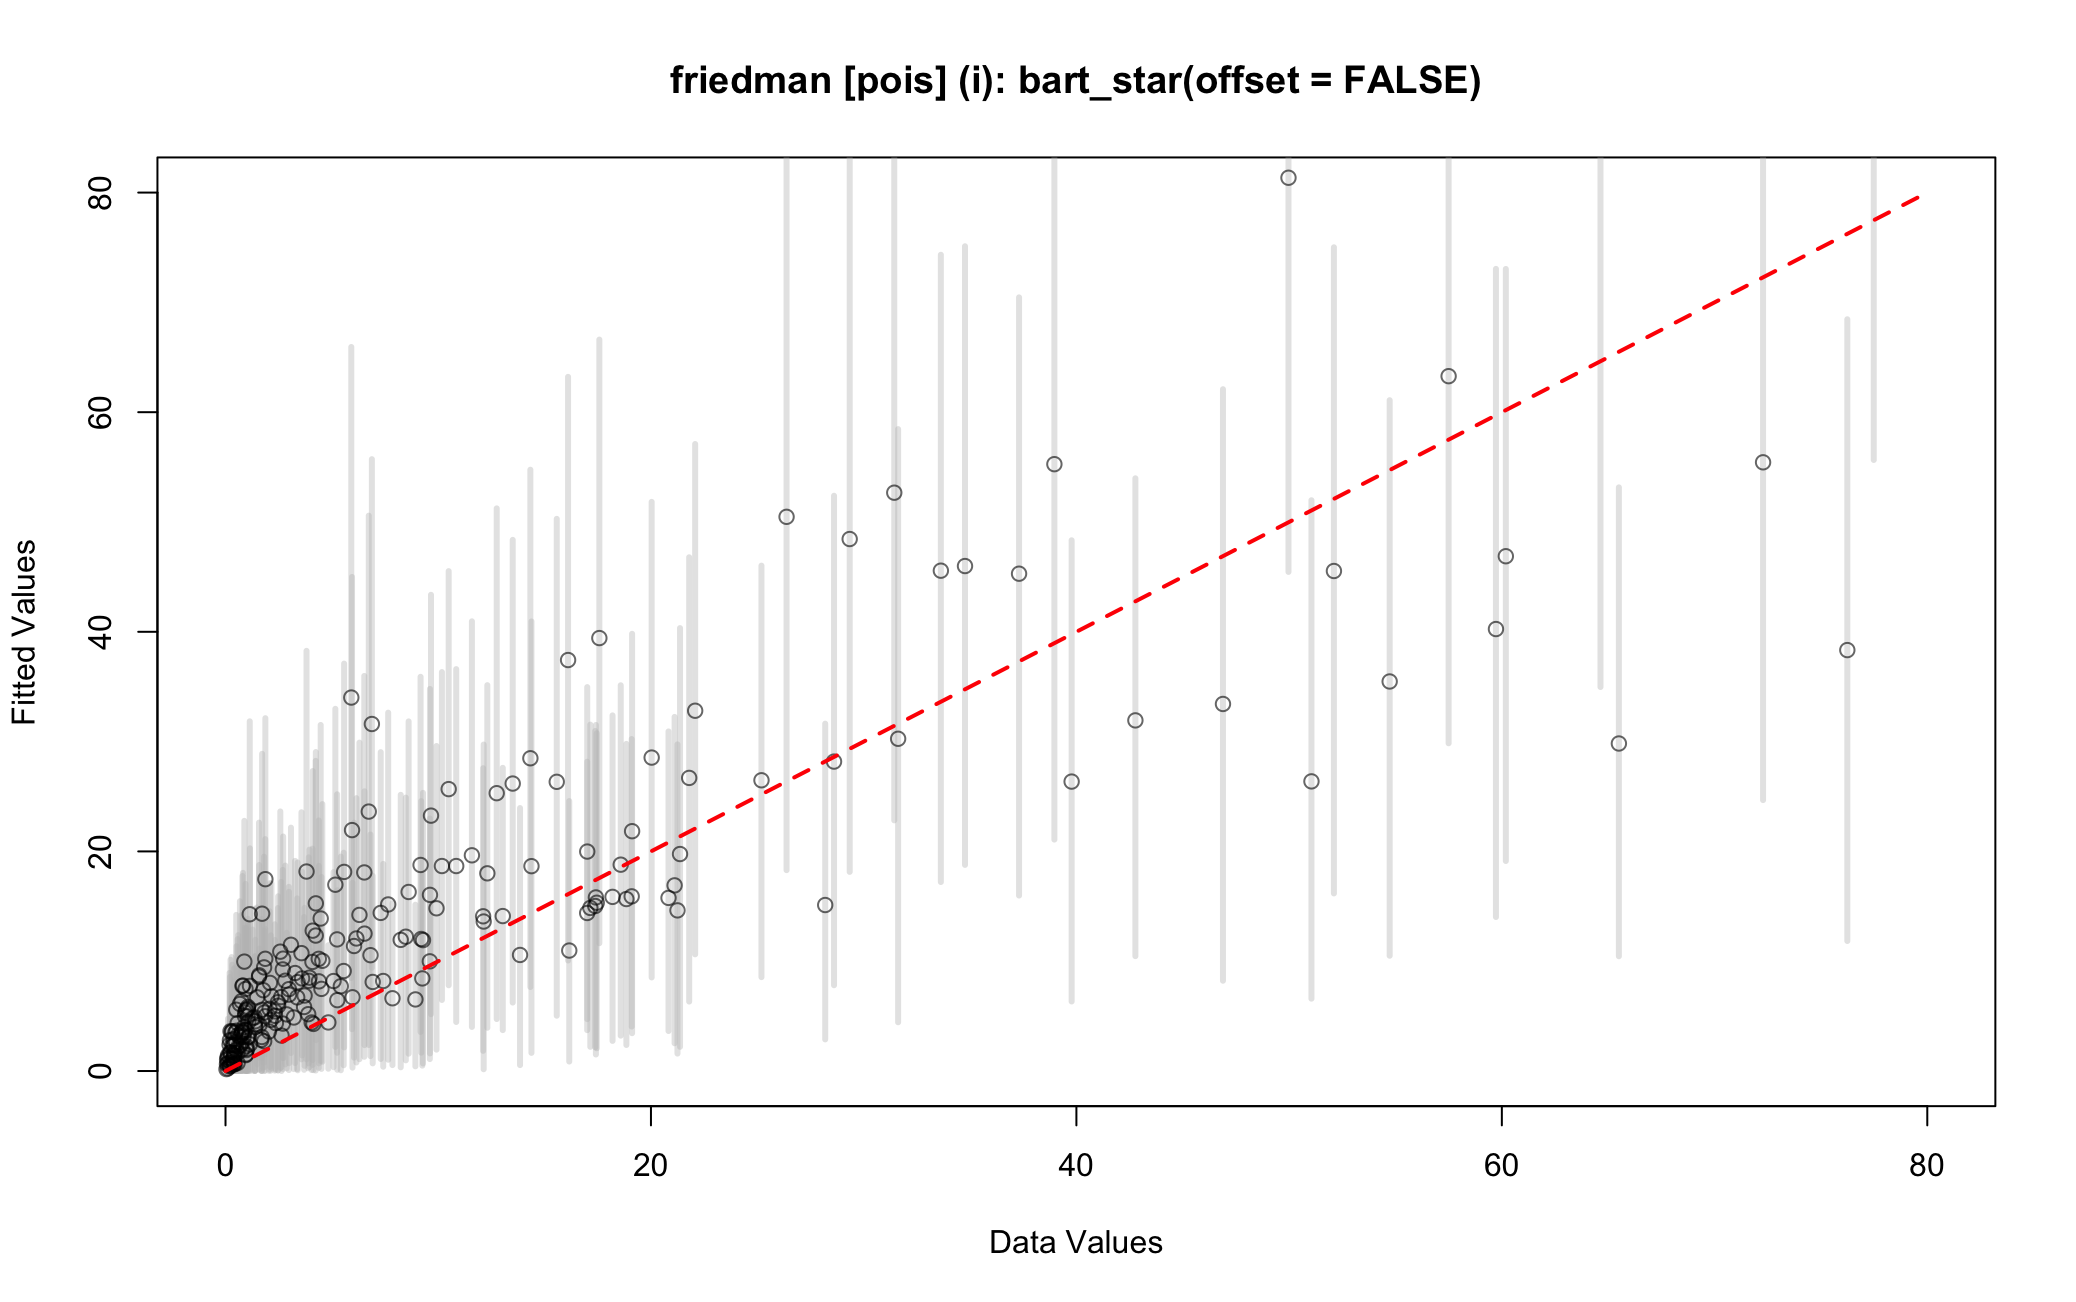 friedman [pois] (i): bart_star(offset = FALSE)
Fitted Values
80
60
40
20
0
0 20 40 60 80
Data Values